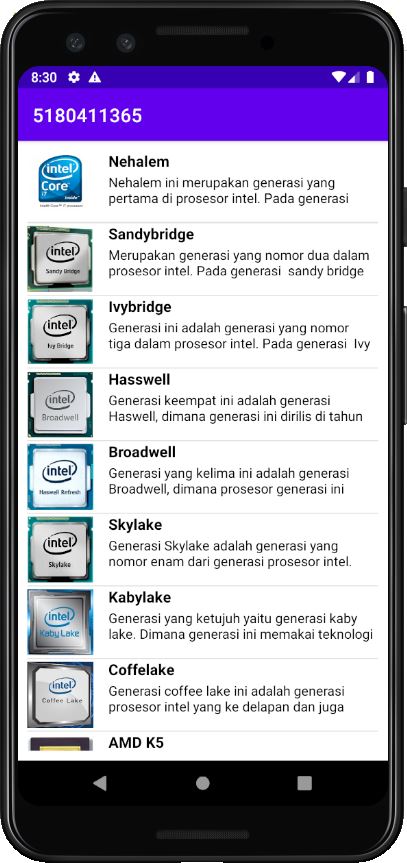 8:30
5180411365
intel
Core
i7
inside
Nehalem
Nehalem ini merupakan generasi yang
pertama di prosesor intel. Pada generasi
intel
Sandy Bridge
Sandybridge
Merupakan generasi yang nomor dua dalam
prosesor intel. Pada generasi sandy bridge
intel
Ivy Bridge
Ivybridge
Generasi ini adalah generasi yang nomor
tiga dalam prosesor intel. Pada generasi Ivy
intel
Broadwell
Hasswell
Generasi keempat ini adalah generasi
Haswell, dimana generasi ini dirilis di tahun
intel
Haswell Refresh
Broadwell
Generasi yang kelima ini adalah generasi
Broadwell, dimana prosesor generasi ini
intel
Skylake
Skylake
Generasi Skylake adalah generasi yang
nomor enam dari generasi prosesor intel.
intel
Kaby Lake
Kabylake
Generasi yang ketujuh yaitu generasi kaby
lake. Dimana generasi ini memakai teknologi
intel
Coffee Lake
Coffelake
Generasi coffee lake ini adalah generasi
prosesor intel yang ke delapan dan juga
AMD K5